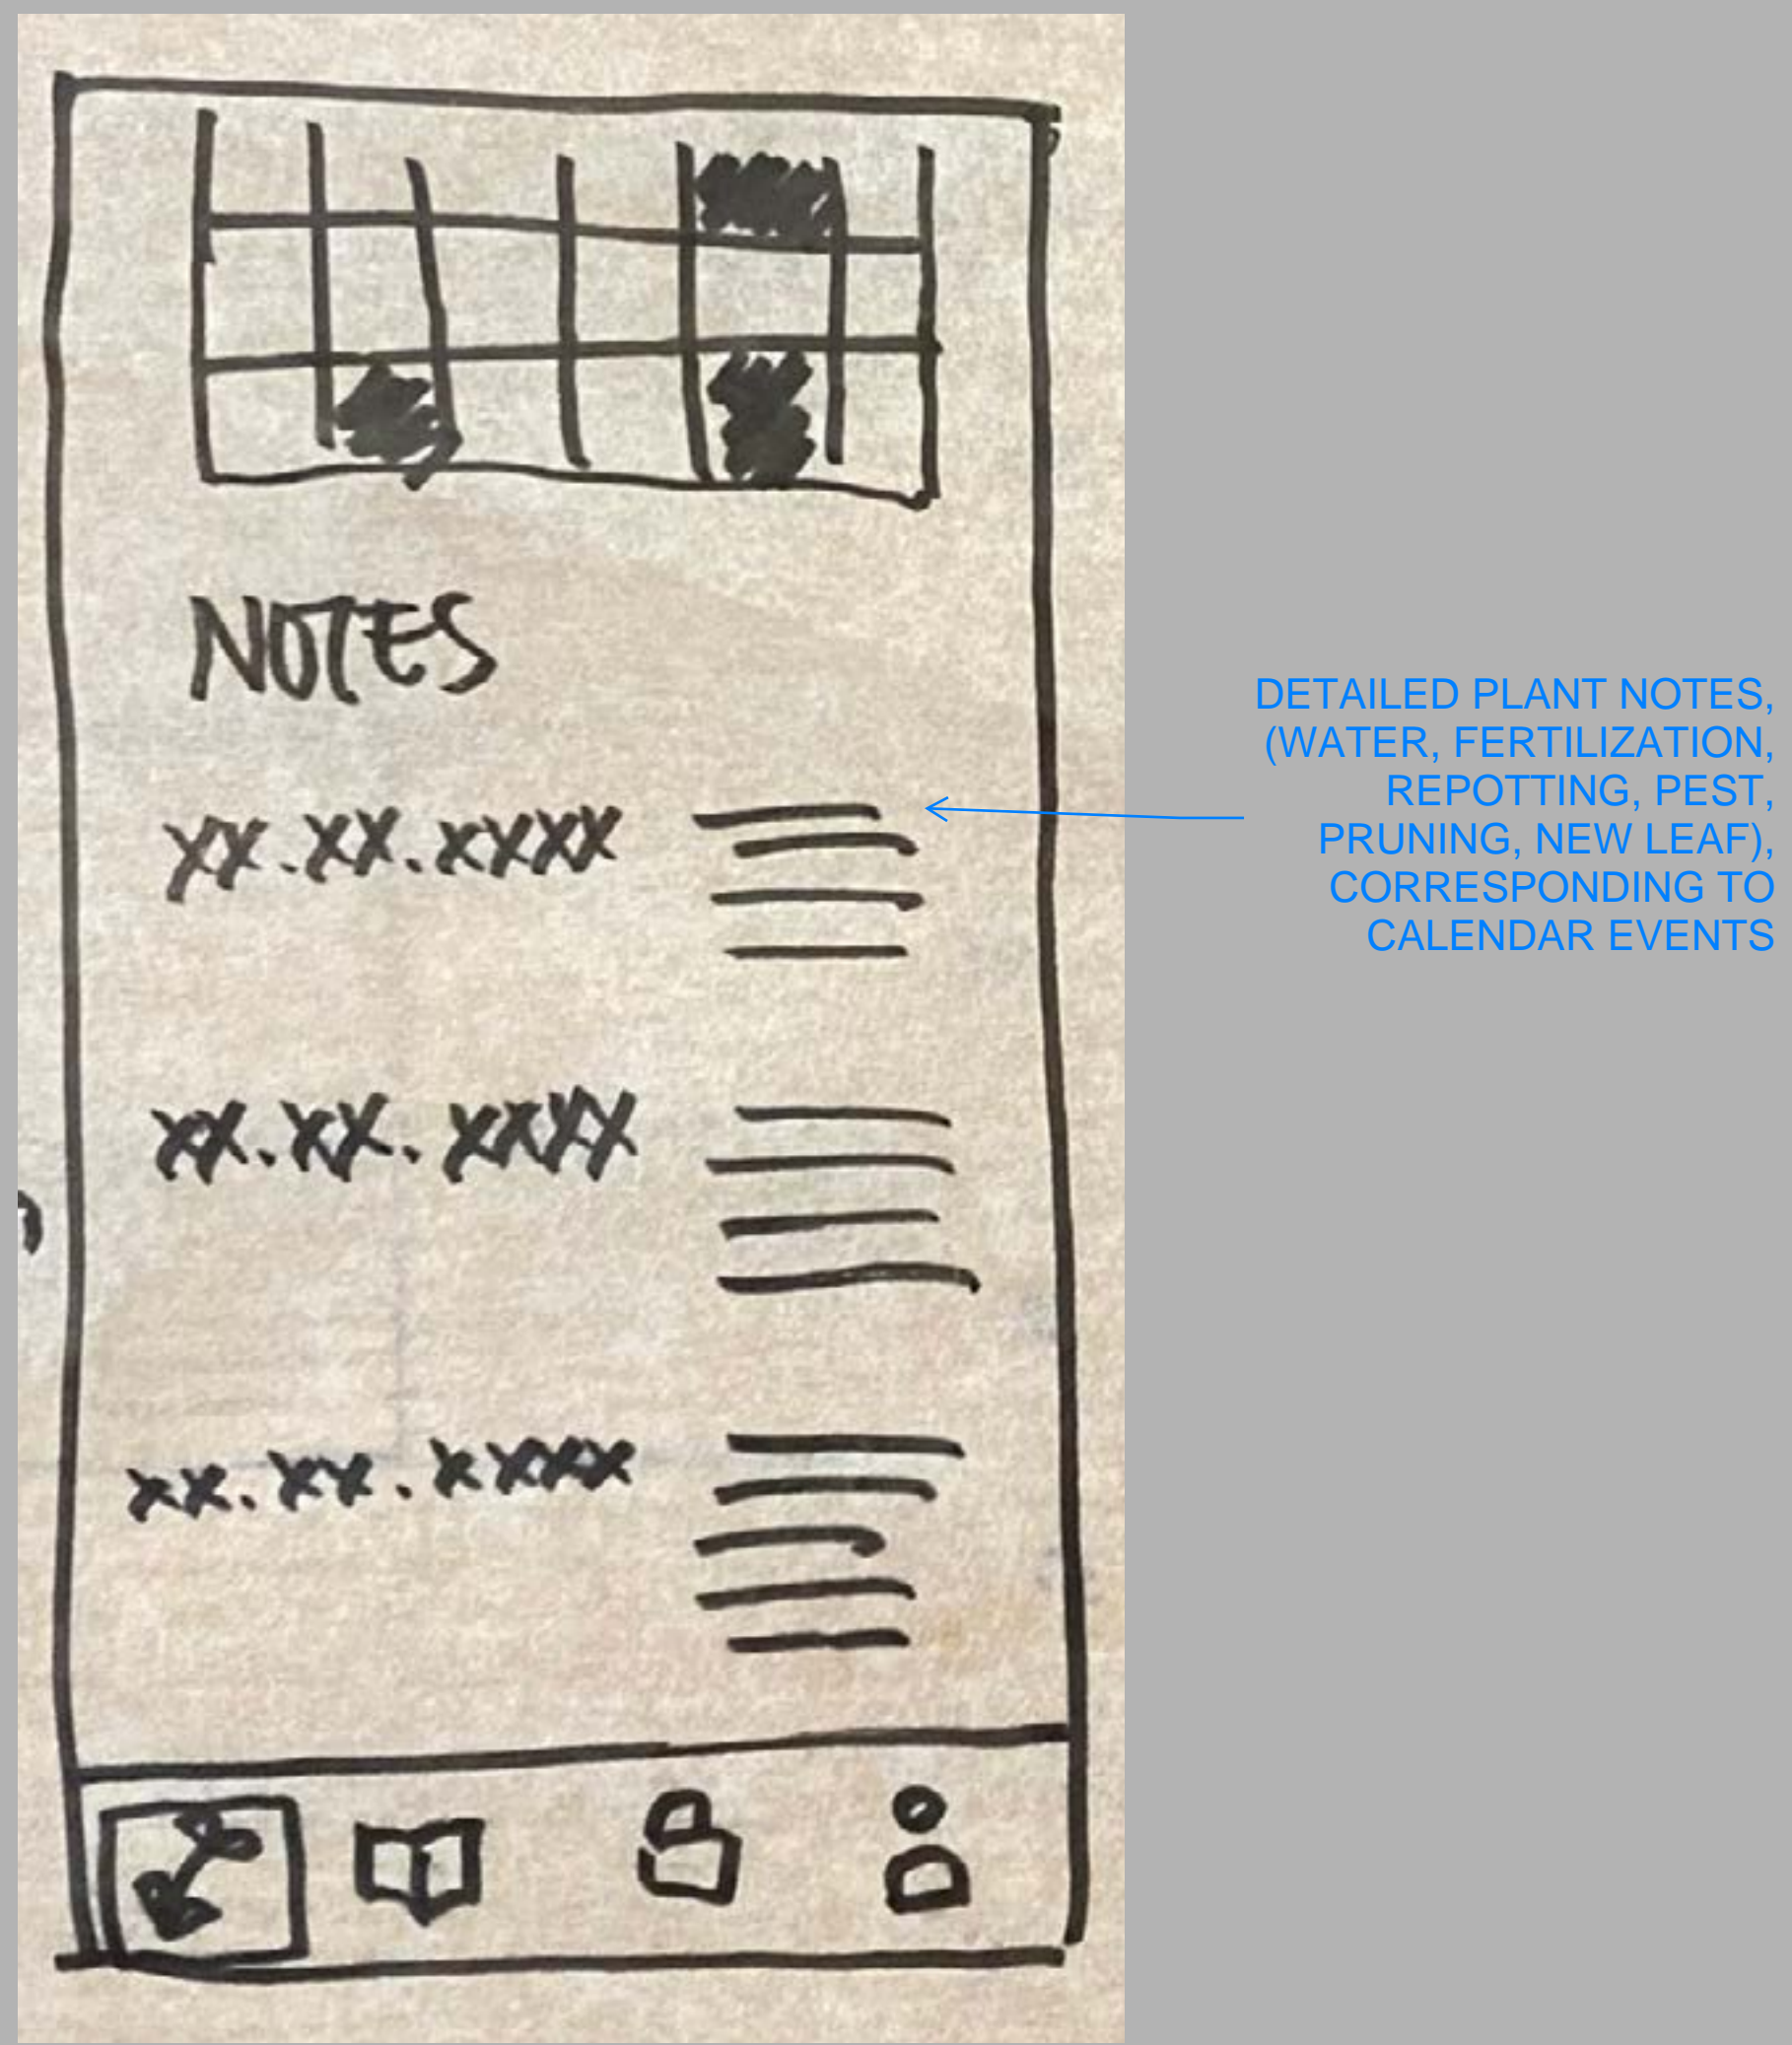 NOTES
XX.XX.XXXX
DETAILED PLANT NOTES,
(WATER, FERTILIZATION,
REPOTTING, PEST,
PRUNING, NEW LEAF),
CORRESPONDING TO
CALENDAR EVENTS
XX.XX.XXXX
XX.XX.XXXX